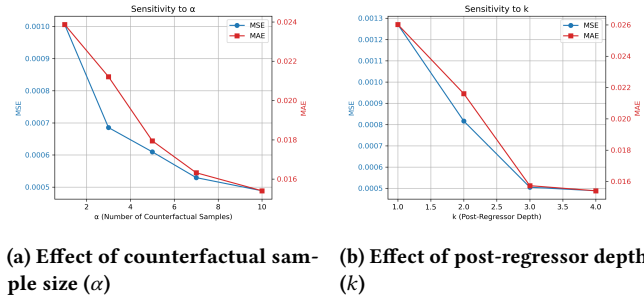 Sensitivity to α
0.0010
0.0009
0.0008
0.0007
0.0006
0.0005
MSE
MSE
MAE
0.024
0.022
0.020
0.018
0.016
MAE
2
4
6
8
10
α (Number of Counterfactual Samples)
Sensitivity to k
0.0013
0.0012
0.0011
0.0010
0.0009
0.0008
0.0007
0.0006
0.0005
MSE
MSE
MAE
0.026
0.024
0.022
0.020
0.018
0.016
MAE
1.0
1.5
2.0
2.5
3.0
3.5
4.0
k (Post-Regressor Depth)
(a) Effect of counterfactual sam-
ple size (α)
(b) Effect of post-regressor depth
(k)